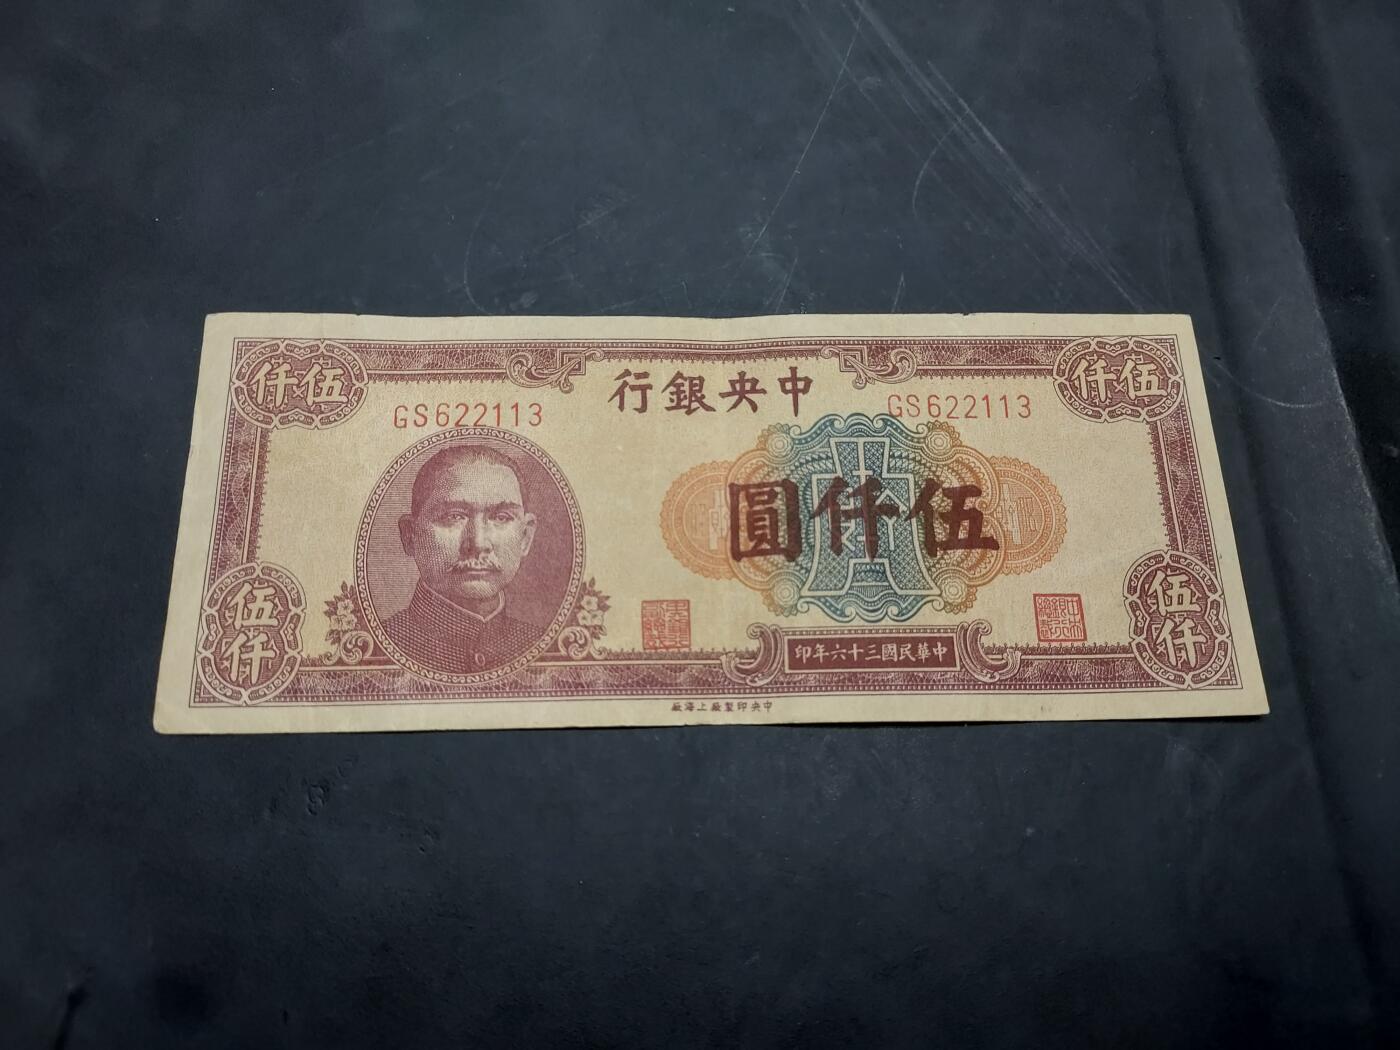 伍仟
中央銀行
伍仟
GS622113
GS622113
伍仟圓
伍仟
伍仟
中華民國三十六年印
中央印製廠上海廠